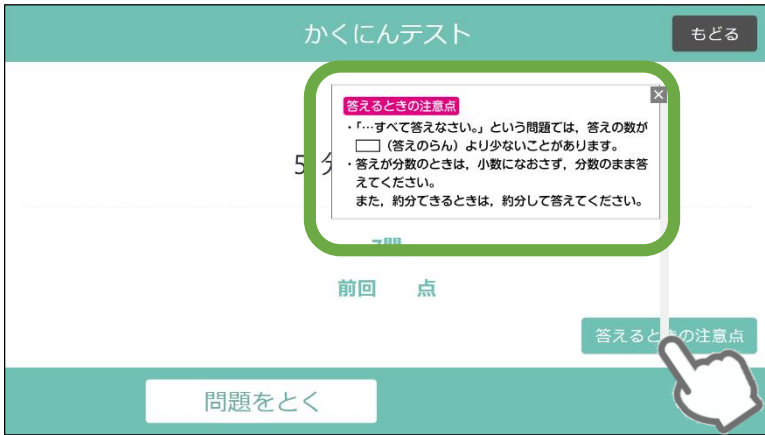 かくにんテスト
もどる
答えるときの注意点
・「…すべて答えなさい。」という問題では，答えの数が
（答えのらん）より少ないことがあります。
・答えが分数のときは，小数になおさず，分数のまま答
えてください。
また，約分できるときは，約分して答えてください。
5 分
7問
前回 点
答えるときの注意点
問題をとく